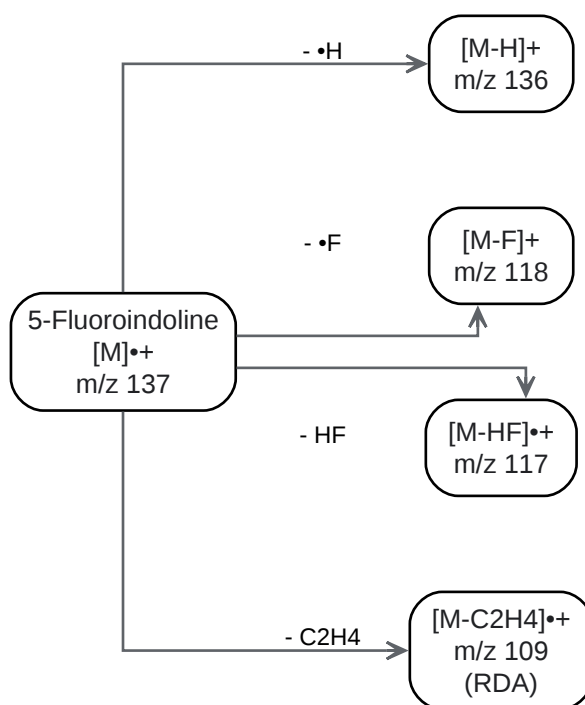 - •H
[M-H]+
m/z 136
- •F
[M-F]+
m/z 118
5-Fluoroindoline
[M]•+
m/z 137
- HF
[M-HF]•+
m/z 117
- C2H4
[M-C2H4]•+
m/z 109
(RDA)